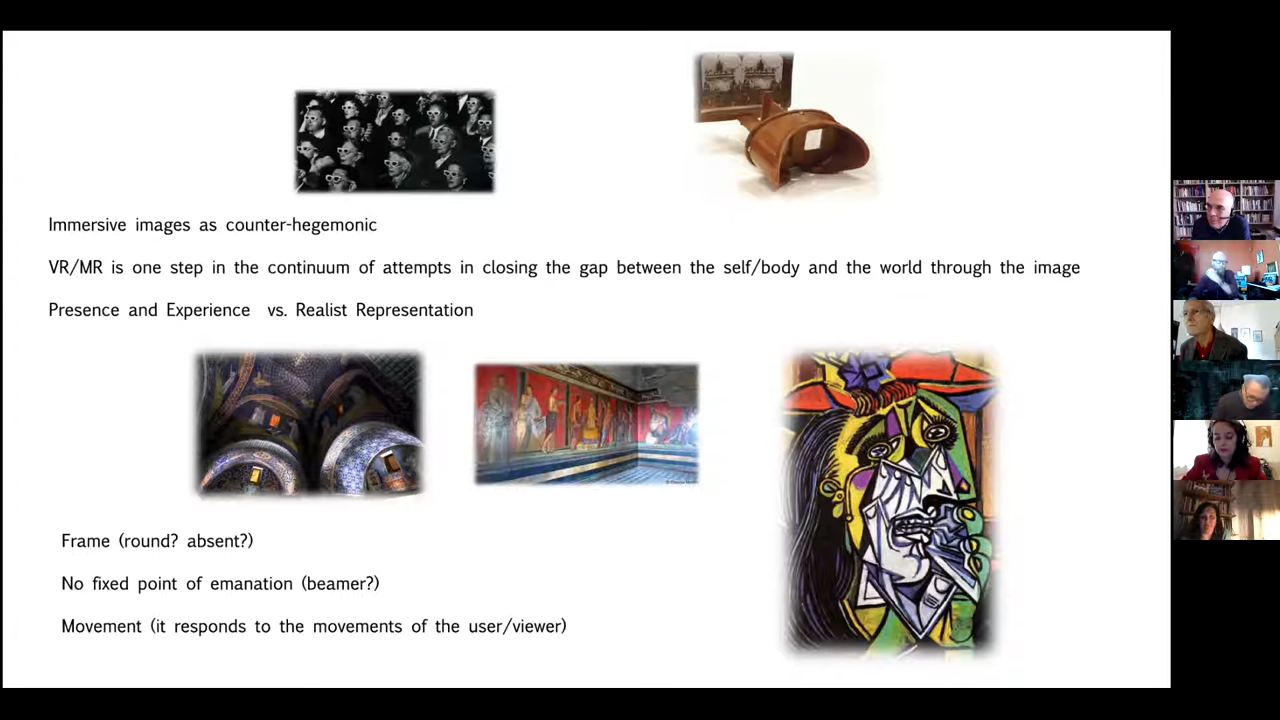 Immersive images as counter-hegemonic
VR/MR is one step in the continuum of attempts in closing the gap between the self/body and the world through the image
Presence and Experience vs. Realist Representation
Frame (round? absent?)
No fixed point of emanation (beamer?)
Movement (it responds to the movements of the user/viewer)